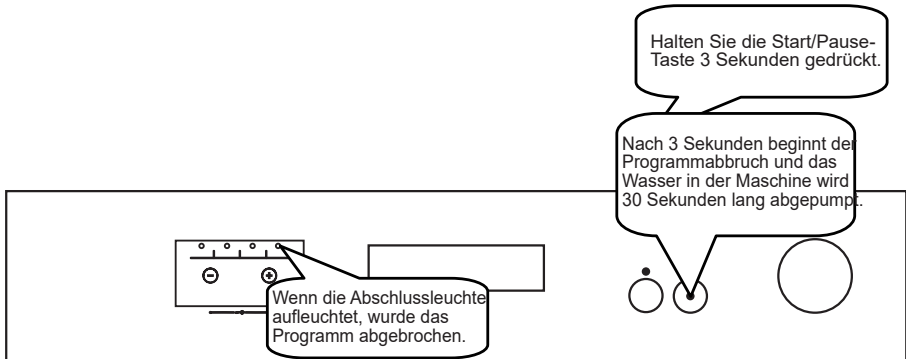 Halten Sie die Start/Pause-
Taste 3 Sekunden gedrückt.
Nach 3 Sekunden beginnt der
Programmabbruch und das
Wasser in der Maschine wird
30 Sekunden lang abgepumpt.
Wenn die Abschlussleuchte
aufleuchtet, wurde das
Programm abgebrochen.